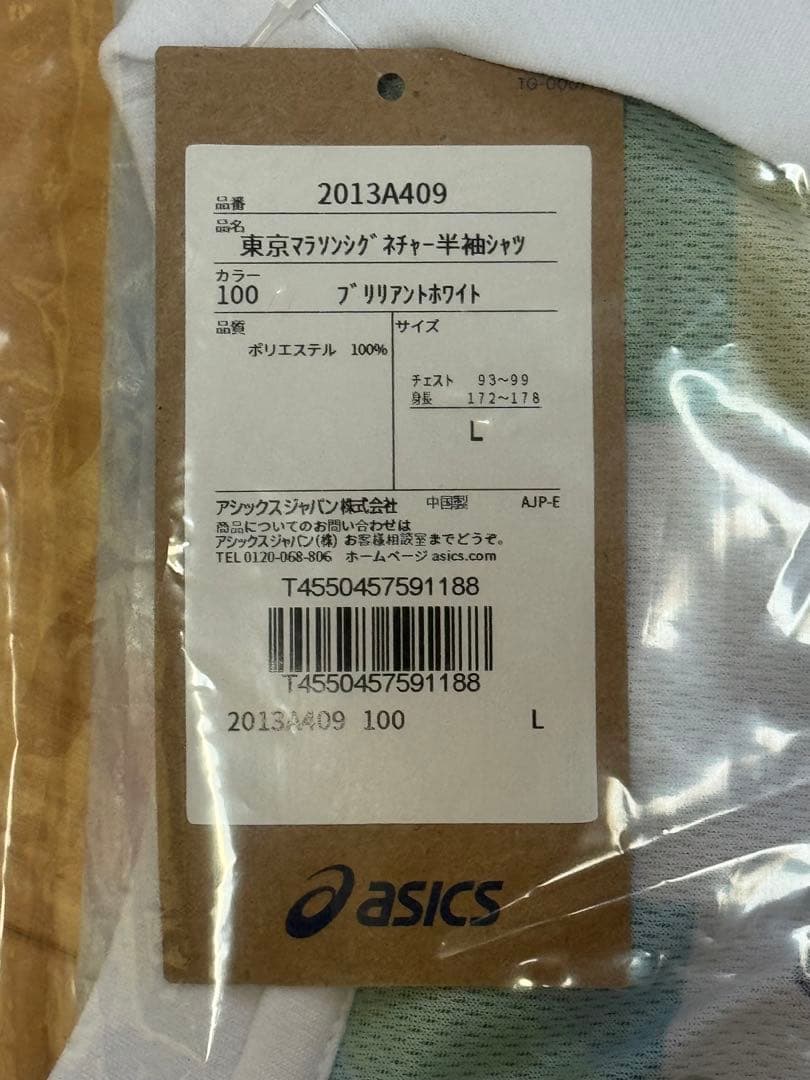 品番 2013A409
品名
東京ﾏﾗｿﾝｼｸﾞﾈﾁｬｰ半袖ｼｬﾂ
カラー
100 ﾌﾞﾘﾘｱﾝﾄﾎﾜｲﾄ
品質
ポリエステル 100%
サイズ
チェスト 93~99
身長 172~178
L
アシックスジャパン株式会社 中国製 AJP-E
商品についてのお問い合わせは
アシックスジャパン(株) お客様相談室までどうぞ。
TEL 0120-068-806 ホームページ asics.com
T4550457591188
T4550457591188
2013A409 100 L
asics